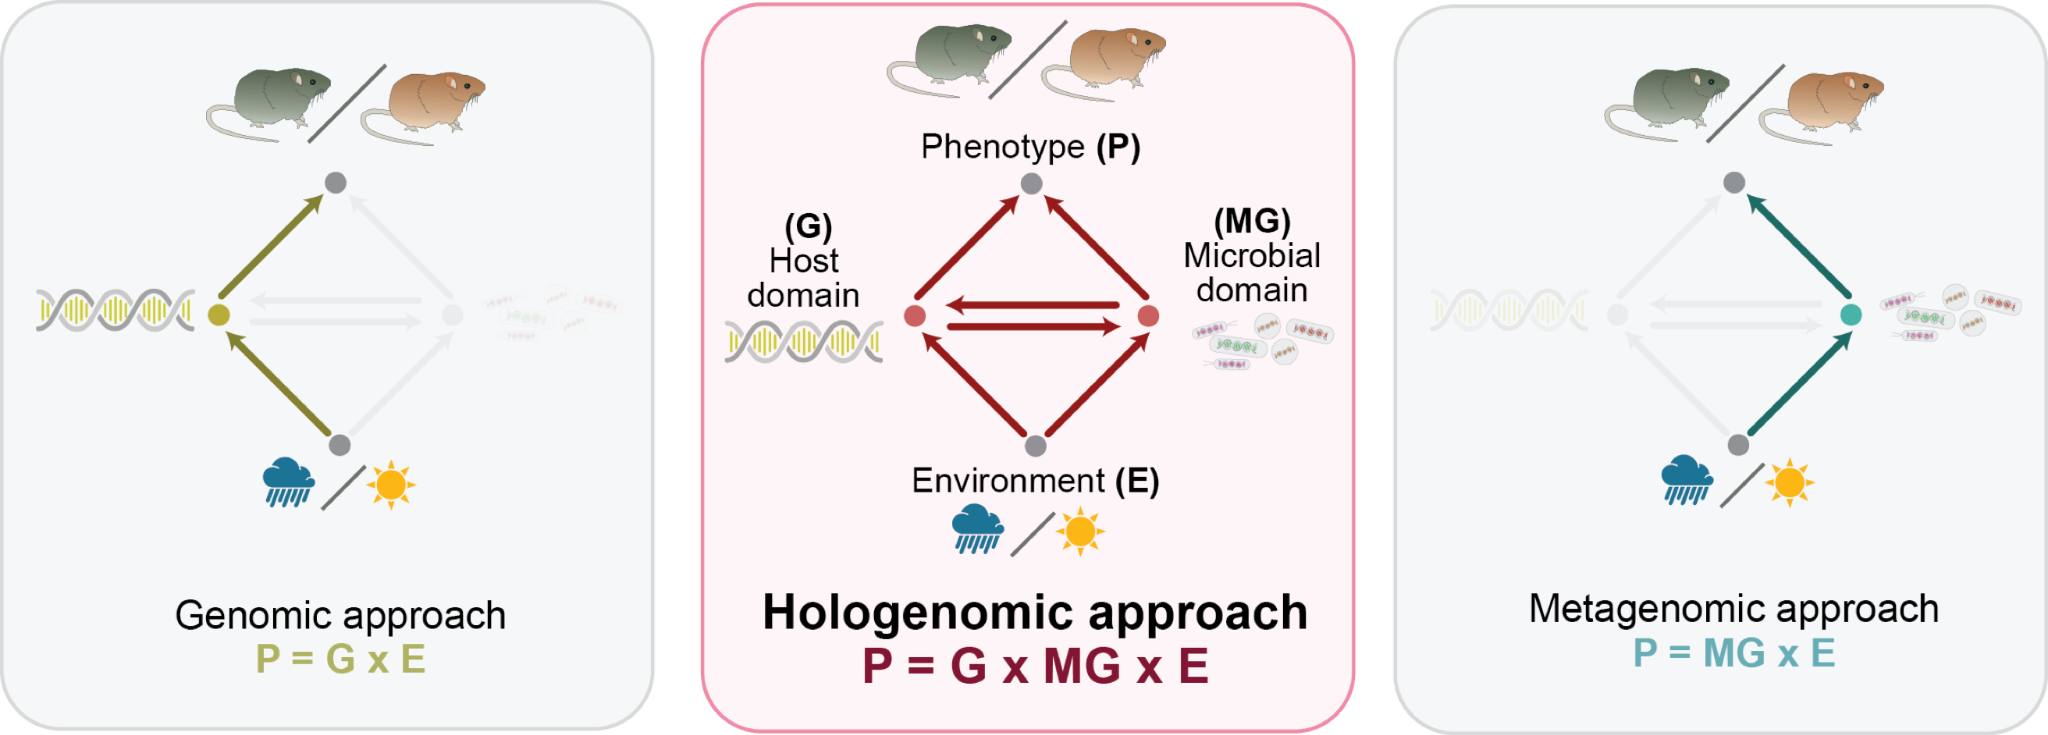 Genomic approach
P = G x E
Phenotype (P)
(G)
Host
domain
(MG)
Microbial
domain
Environment (E)
Hologenomic approach
P = G x MG x E
Metagenomic approach
P = MG x E